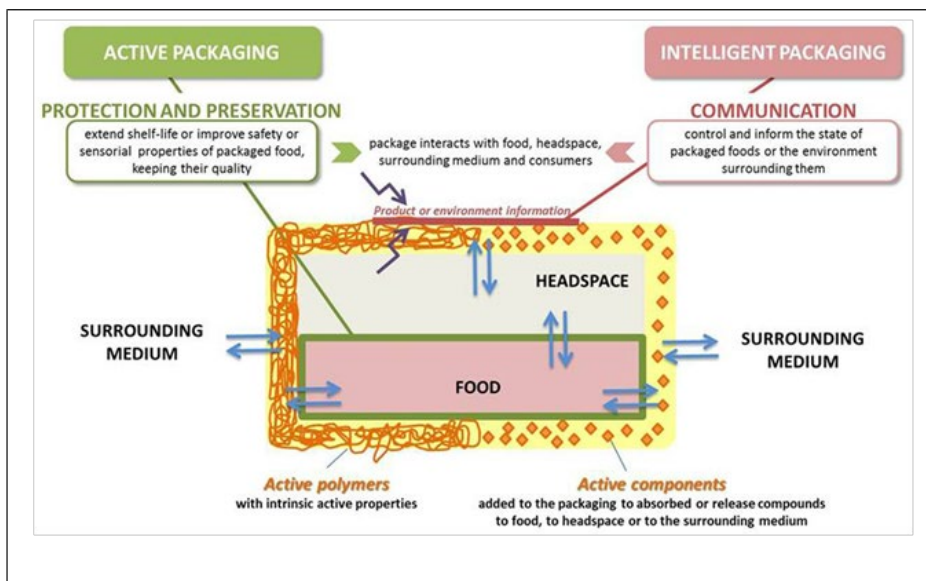 ACTIVE PACKAGING
INTELLIGENT PACKAGING
PROTECTION AND PRESERVATION
extend shelf-life or improve safety or
sensorial properties of packaged food,
keeping their quality
package interacts with food, headspace,
surrounding medium and consumers
COMMUNICATION
control and inform the state of
packaged foods or the environment
surrounding them
Product or environment information
HEADSPACE
SURROUNDING
MEDIUM
SURROUNDING
MEDIUM
FOOD
Active polymers
with intrinsic active properties
Active components
added to the packaging to absorbed or release compounds
to food, to headspace or to the surrounding medium